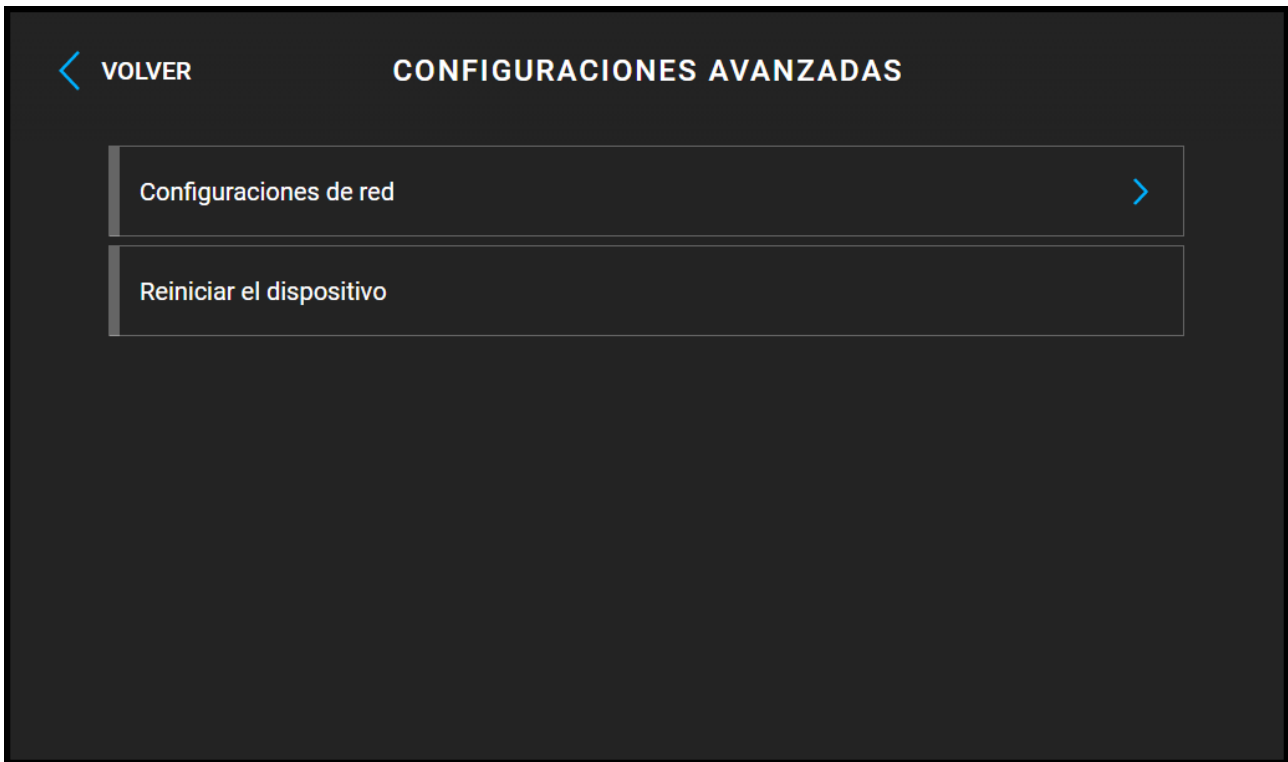 VOLVER
CONFIGURACIONES AVANZADAS
Configuraciones de red
Reiniciar el dispositivo